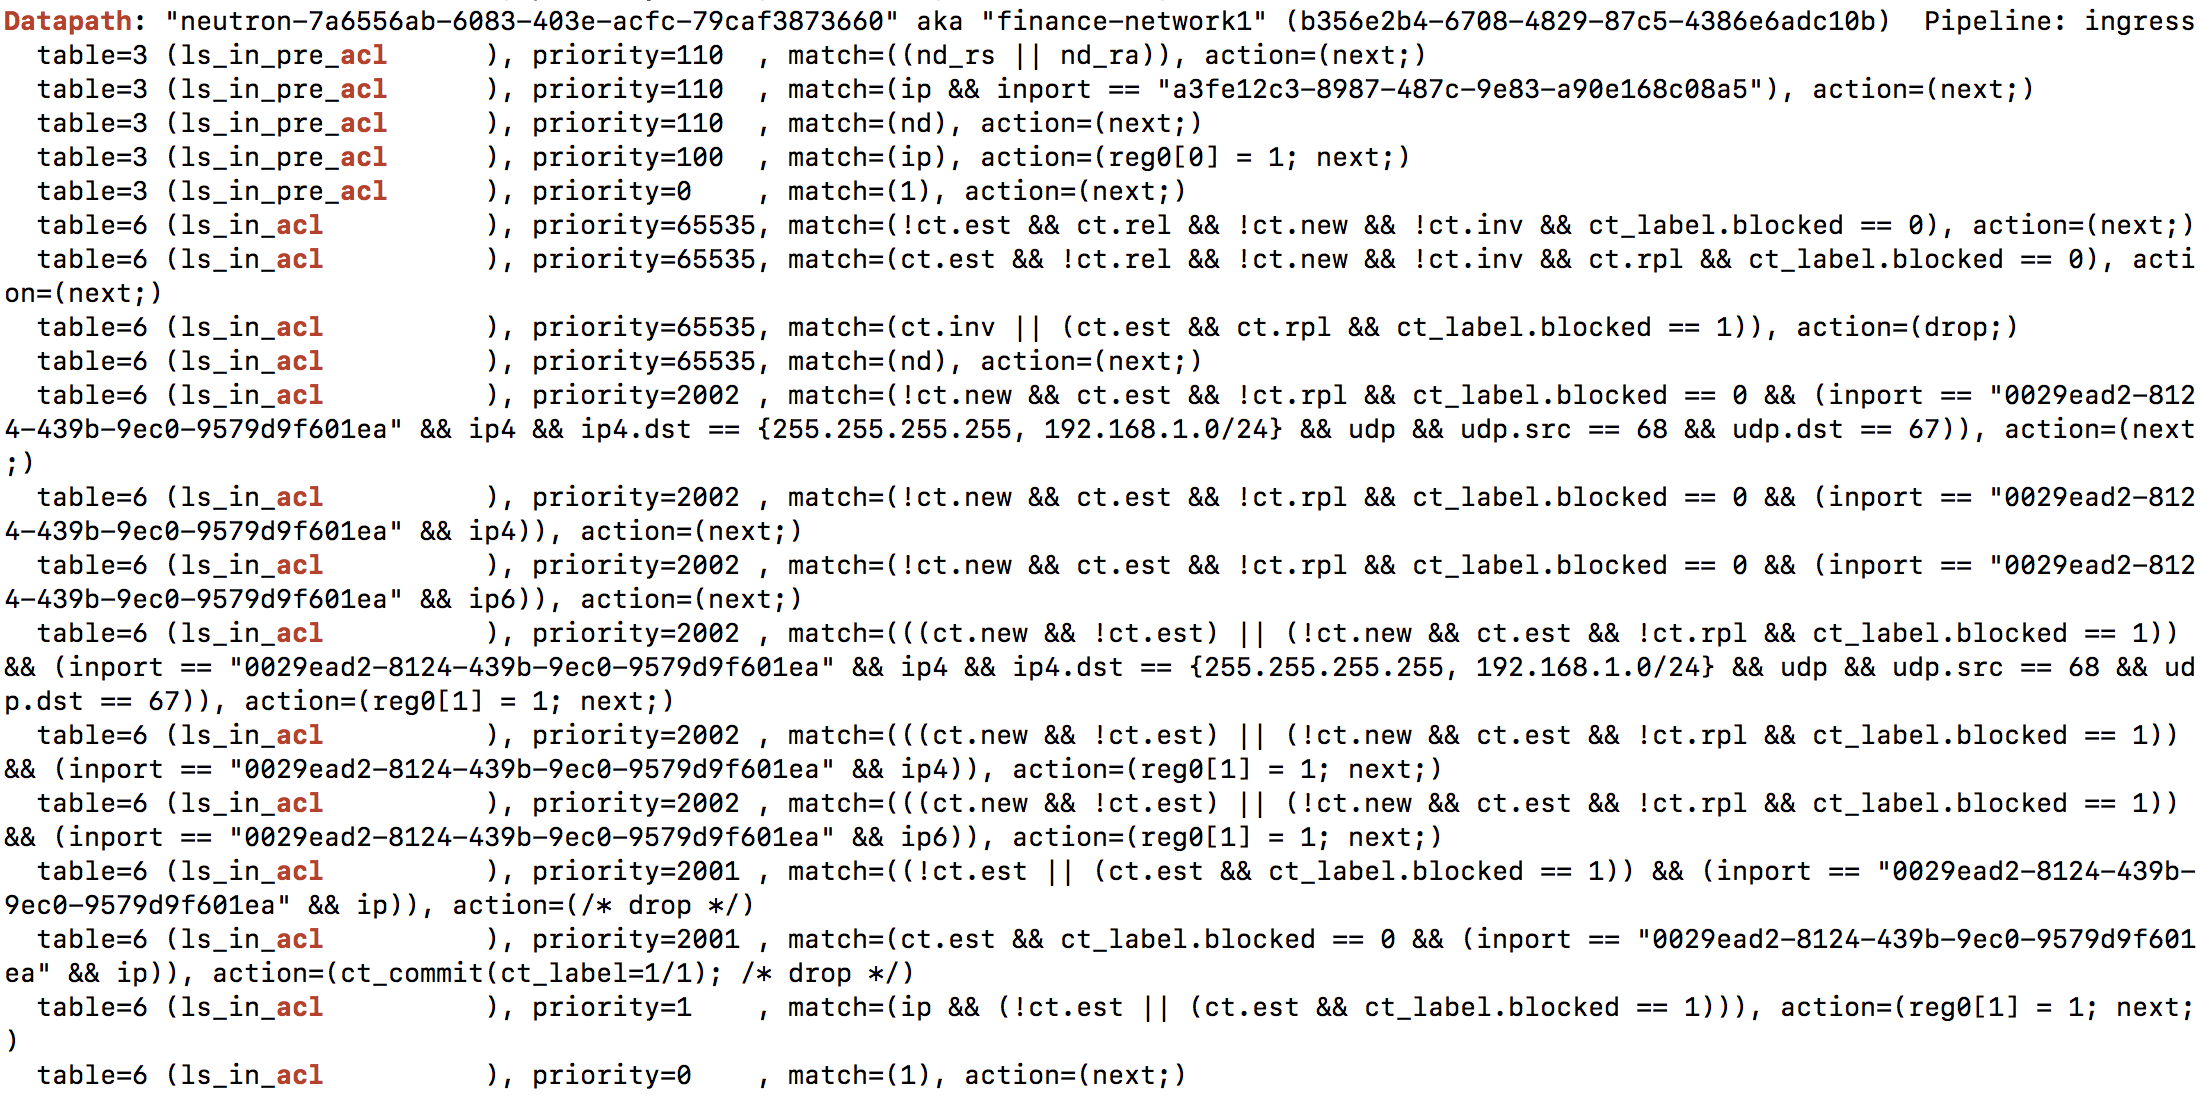 Datapath: "neutron-7a6556ab-6083-403e-acfc-79caf3873660" aka "finance-network1" (b356e2b4-6708-4829-87c5-4386e6adc10b)  Pipeline: ingress
  table=3 (ls_in_pre_acl      ), priority=110  , match=((nd_rs || nd_ra)), action=(next;)
  table=3 (ls_in_pre_acl      ), priority=110  , match=(ip && inport == "a3fe12c3-8987-487c-9e83-a90e168c08a5"), action=(next;)
  table=3 (ls_in_pre_acl      ), priority=110  , match=(nd), action=(next;)
  table=3 (ls_in_pre_acl      ), priority=100  , match=(ip), action=(reg0[0] = 1; next;)
  table=3 (ls_in_pre_acl      ), priority=0    , match=(1), action=(next;)
  table=6 (ls_in_acl          ), priority=65535, match=(!ct.est && ct.rel && !ct.new && !ct.inv && ct_label.blocked == 0), action=(next;)
  table=6 (ls_in_acl          ), priority=65535, match=(ct.est && !ct.rel && !ct.new && !ct.inv && ct.rpl && ct_label.blocked == 0), acti
on=(next;)
  table=6 (ls_in_acl          ), priority=65535, match=(ct.inv || (ct.est && ct.rpl && ct_label.blocked == 1)), action=(drop;)
  table=6 (ls_in_acl          ), priority=65535, match=(nd), action=(next;)
  table=6 (ls_in_acl          ), priority=2002 , match=(!ct.new && ct.est && !ct.rpl && ct_label.blocked == 0 && (inport == "0029ead2-812
4-439b-9ec0-9579d9f601ea" && ip4 && ip4.dst == {255.255.255.255, 192.168.1.0/24} && udp && udp.src == 68 && udp.dst == 67)), action=(next
;)
  table=6 (ls_in_acl          ), priority=2002 , match=(!ct.new && ct.est && !ct.rpl && ct_label.blocked == 0 && (inport == "0029ead2-812
4-439b-9ec0-9579d9f601ea" && ip4)), action=(next;)
  table=6 (ls_in_acl          ), priority=2002 , match=(!ct.new && ct.est && !ct.rpl && ct_label.blocked == 0 && (inport == "0029ead2-812
4-439b-9ec0-9579d9f601ea" && ip6)), action=(next;)
  table=6 (ls_in_acl          ), priority=2002 , match=(((ct.new && !ct.est) || (!ct.new && ct.est && !ct.rpl && ct_label.blocked == 1))
&& (inport == "0029ead2-8124-439b-9ec0-9579d9f601ea" && ip4 && ip4.dst == {255.255.255.255, 192.168.1.0/24} && udp && udp.src == 68 && ud
p.dst == 67)), action=(reg0[1] = 1; next;)
  table=6 (ls_in_acl          ), priority=2002 , match=(((ct.new && !ct.est) || (!ct.new && ct.est && !ct.rpl && ct_label.blocked == 1))
&& (inport == "0029ead2-8124-439b-9ec0-9579d9f601ea" && ip4)), action=(reg0[1] = 1; next;)
  table=6 (ls_in_acl          ), priority=2002 , match=(((ct.new && !ct.est) || (!ct.new && ct.est && !ct.rpl && ct_label.blocked == 1))
&& (inport == "0029ead2-8124-439b-9ec0-9579d9f601ea" && ip6)), action=(reg0[1] = 1; next;)
  table=6 (ls_in_acl          ), priority=2001 , match=((!ct.est || (ct.est && ct_label.blocked == 1)) && (inport == "0029ead2-8124-439b-
9ec0-9579d9f601ea" && ip)), action=(/* drop */)
  table=6 (ls_in_acl          ), priority=2001 , match=(ct.est && ct_label.blocked == 0 && (inport == "0029ead2-8124-439b-9ec0-9579d9f601
ea" && ip)), action=(ct_commit(ct_label=1/1); /* drop */)
  table=6 (ls_in_acl          ), priority=1    , match=(ip && (!ct.est || (ct.est && ct_label.blocked == 1))), action=(reg0[1] = 1; next;
)
  table=6 (ls_in_acl          ), priority=0    , match=(1), action=(next;)